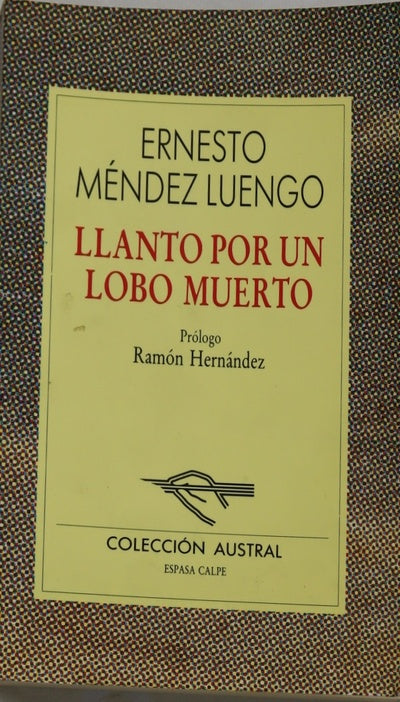 ERNESTO
MÉNDEZ LUENGO
LLANTO POR UN
LOBO MUERTO
Prólogo
Ramón Hernández
COLECCIÓN AUSTRAL
ESPASA CALPE